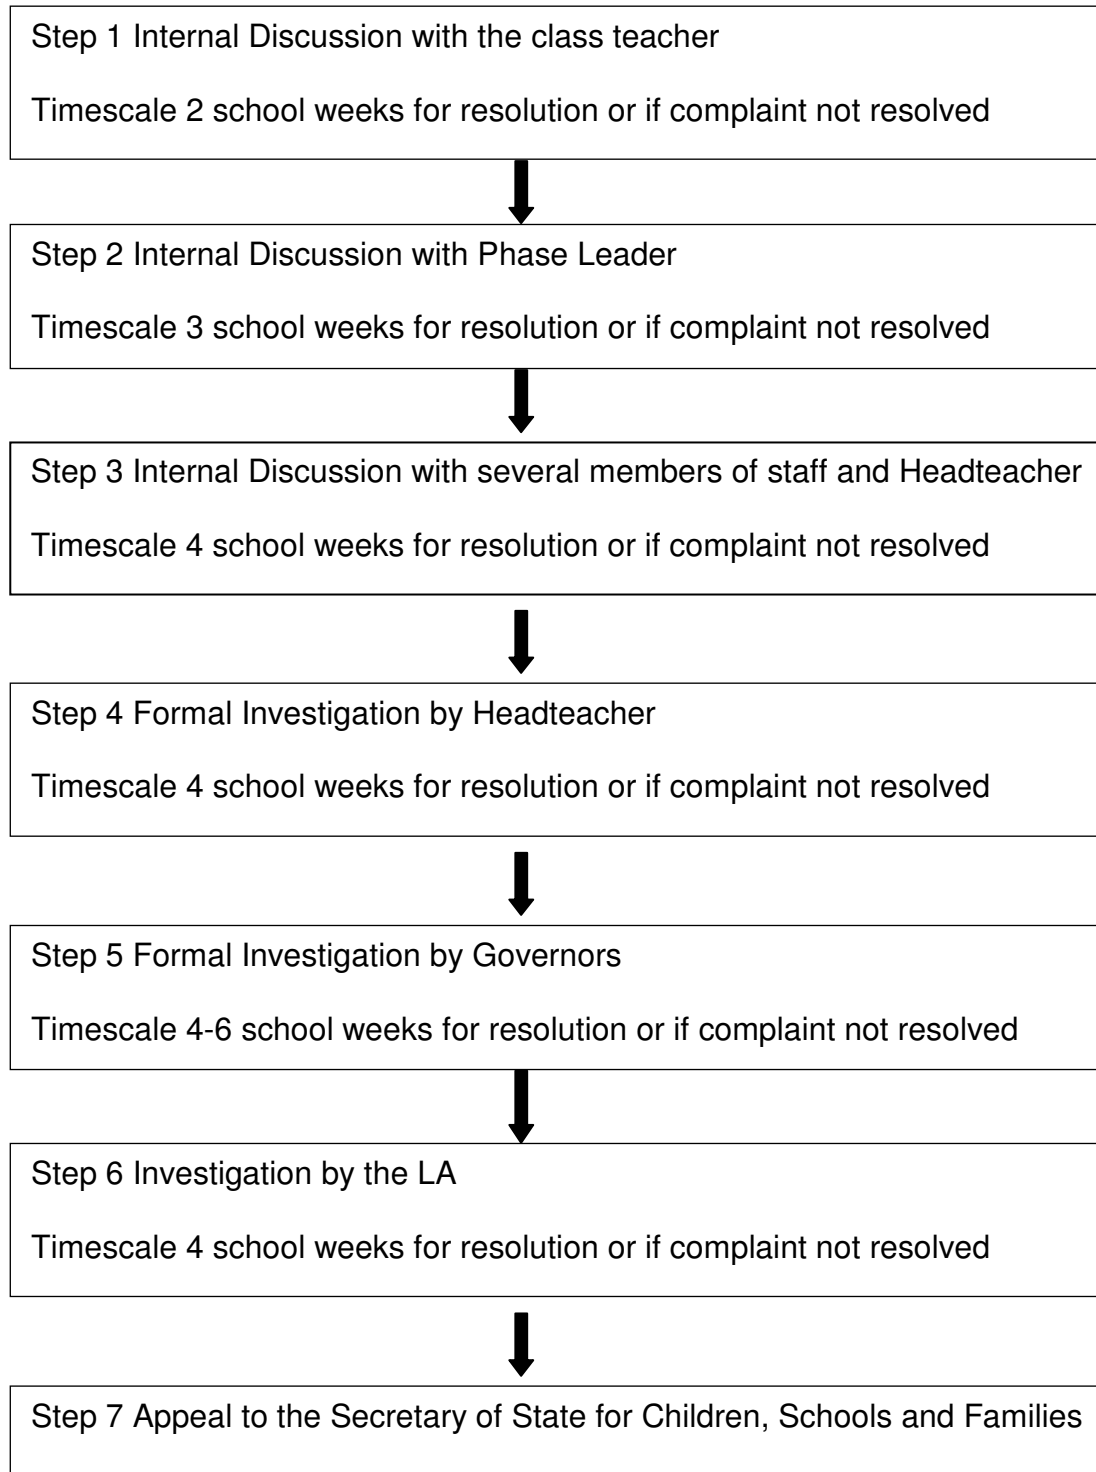 Step 1 Internal Discussion with the class teacher
Timescale 2 school weeks for resolution or if complaint not resolved
Step 2 Internal Discussion with Phase Leader
Timescale 3 school weeks for resolution or if complaint not resolved
Step 3 Internal Discussion with several members of staff and Headteacher
Timescale 4 school weeks for resolution or if complaint not resolved
Step 4 Formal Investigation by Headteacher
Timescale 4 school weeks for resolution or if complaint not resolved
Step 5 Formal Investigation by Governors
Timescale 4-6 school weeks for resolution or if complaint not resolved
Step 6 Investigation by the LA
Timescale 4 school weeks for resolution or if complaint not resolved
Step 7 Appeal to the Secretary of State for Children, Schools and Families